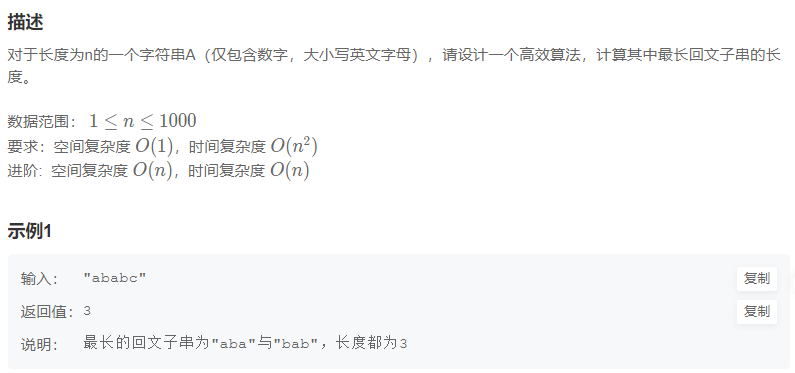 描述
对于长度为n的一个字符串A（仅包含数字，大小写英文字母），请设计一个高效算法，计算其中最长回文子串的长
度。
数据范围： 1 ≤ n ≤ 1000
要求：空间复杂度 O(1)，时间复杂度 O(n²)
进阶: 空间复杂度 O(n)，时间复杂度 O(n)
示例1
输入： "ababc" 复制
返回值：3 复制
说明： 最长的回文子串为"aba"与"bab"，长度都为3